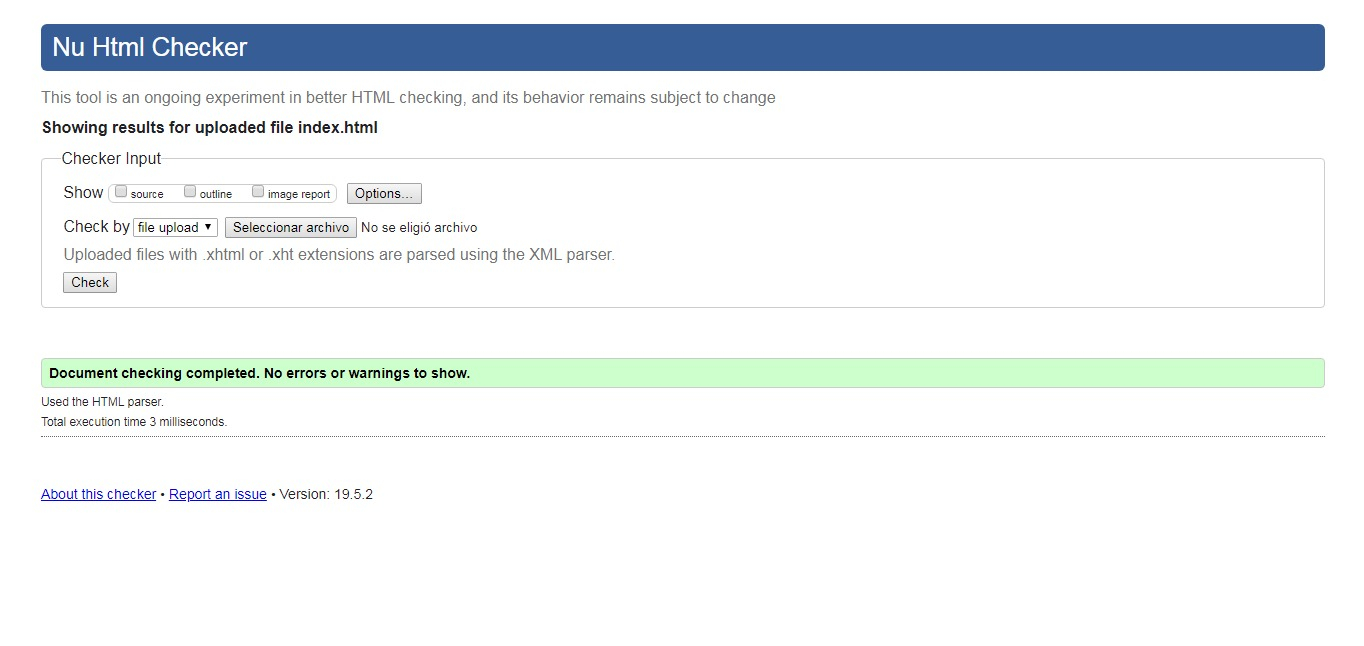 Nu Html Checker
This tool is an ongoing experiment in better HTML checking, and its behavior remains subject to change
Showing results for uploaded file index.html
Checker Input
Show source outline image report Options...
Check by file upload Seleccionar archivo No se eligió archivo
Uploaded files with .xhtml or .xht extensions are parsed using the XML parser.
Check
Document checking completed. No errors or warnings to show.
Used the HTML parser.
Total execution time 3 milliseconds.
About this checker • Report an issue • Version: 19.5.2